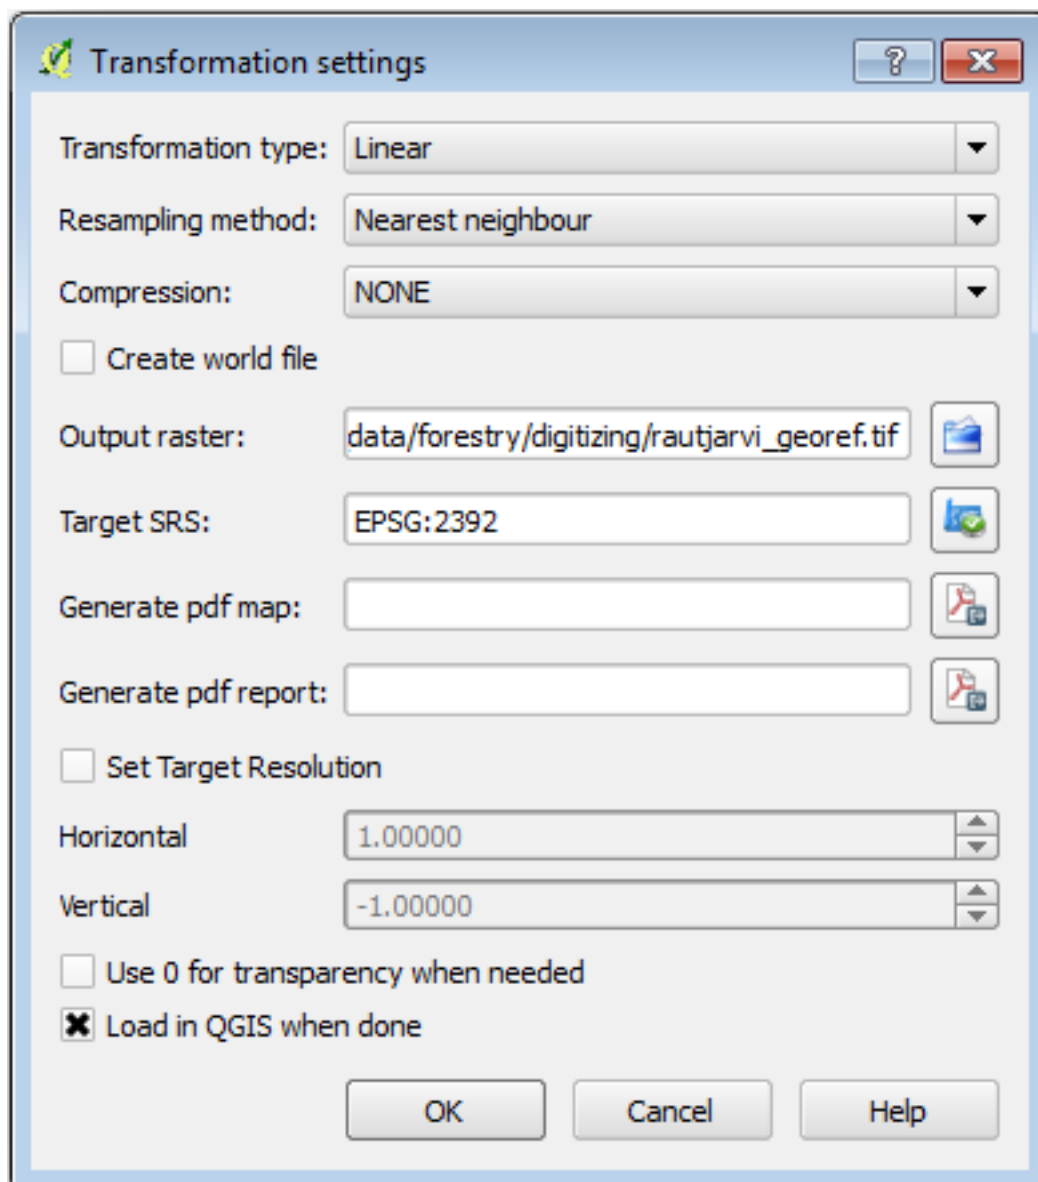 Transformation settings
?
Transformation type: Linear
Resampling method: Nearest neighbour
Compression: NONE
Create world file
Output raster: data/forestry/digitizing/rautjarvi_georef.tif
Target SRS: EPSG:2392
Generate pdf map:
Generate pdf report:
Set Target Resolution
Horizontal 1.00000
Vertical -1.00000
Use 0 for transparency when needed
Load in QGIS when done
OK Cancel Help